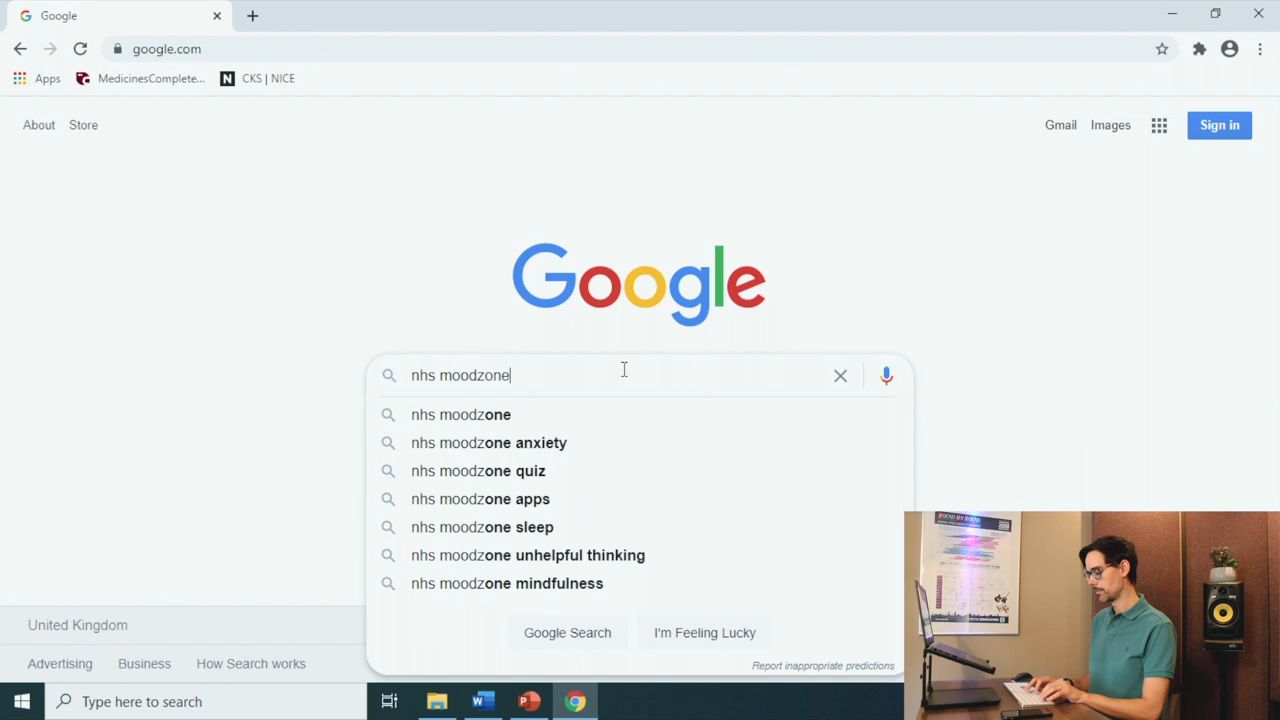 Google
google.com
Apps
MedicinesComplete...
N
CKS | NICE
About
Store
Gmail
Images
Sign in
Google
nhs moodzone
nhs moodzone
nhs moodzone anxiety
nhs moodzone quiz
nhs moodzone apps
nhs moodzone sleep
nhs moodzone unhelpful thinking
nhs moodzone mindfulness
Google Search
I'm Feeling Lucky
Report inappropriate predictions
United Kingdom
Advertising
Business
How Search works
Type here to search